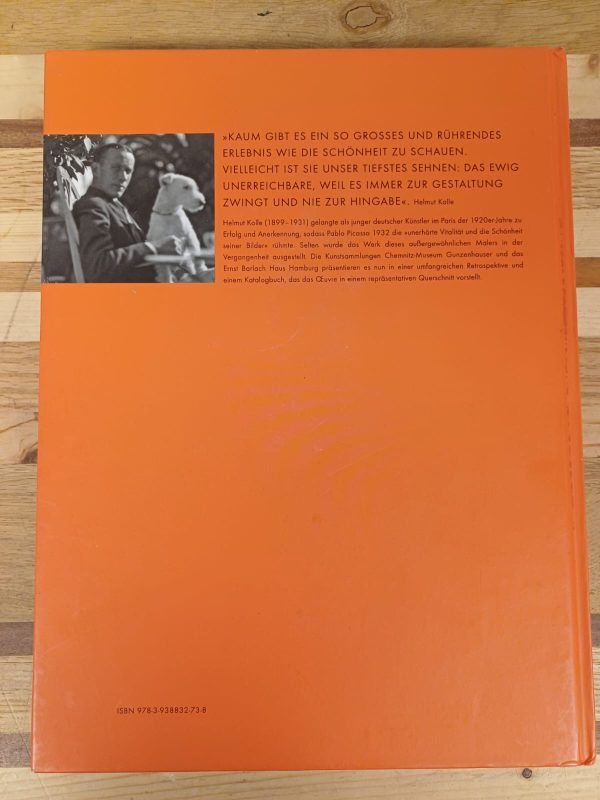 »KAUM GIBT ES EIN SO GROSSES UND RÜHRENDES
ERLEBNIS WIE DIE SCHÖNHEIT ZU SCHAUEN.
VIELLEICHT IST SIE UNSER TIEFSTES SEHNEN: DAS EWIG
UNERREICHBARE, WEIL ES IMMER ZUR GESTALTUNG
ZWINGT UND NIE ZUR HINGABE«. Helmut Kolle
Helmut Kolle (1899–1931) gelangte als junger deutscher Künstler im Paris der 1920er-Jahre zu
Erfolg und Anerkennung, sodass Pablo Picasso 1932 die »unerhörte Vitalität und die Schönheit
seiner Bilder« rühmte. Selten wurde das Werk dieses außergewöhnlichen Malers in der
Vergangenheit ausgestellt. Die Kunstsammlungen Chemnitz-Museum Gunzenhauser und das
Ernst Barlach Haus Hamburg präsentieren es nun in einer umfangreichen Retrospektive und
einem Katalogbuch, das das Œuvre in einem repräsentativen Querschnitt vorstellt.
ISBN 978-3-938832-73-8